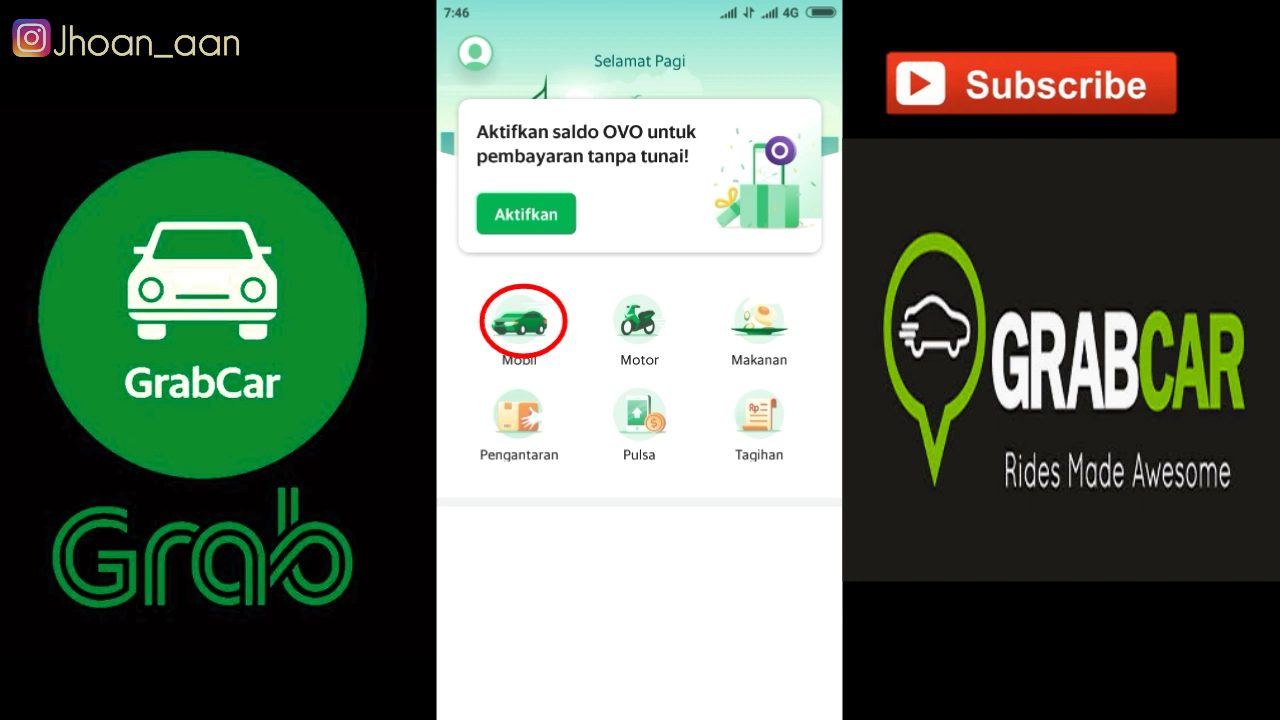 Jhoan_aan
GrabCar
Grab
7:46
4G
Selamat Pagi
Aktifkan saldo OVO untuk
pembayaran tanpa tunai!
Aktifkan
Mobil
Motor
Makanan
Rp
Pengantaran
Pulsa
Tagihan
Subscribe
GRABCAR
Rides Made Awesome